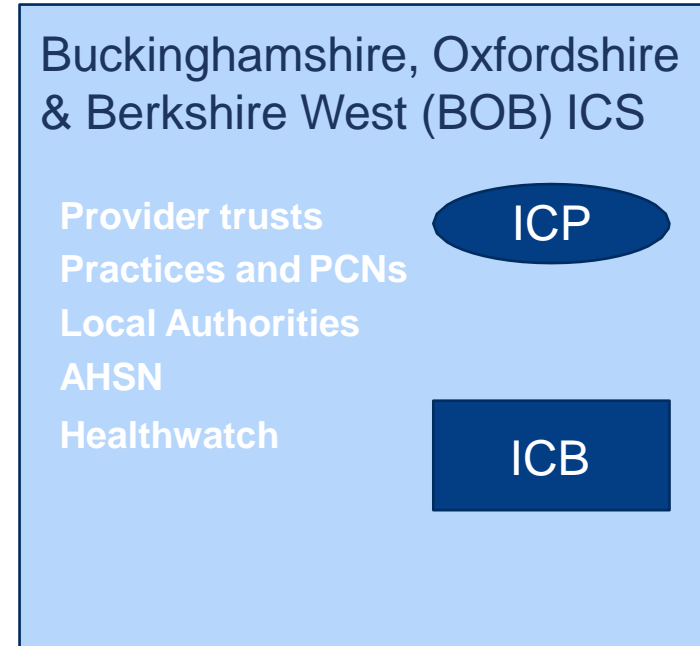 Buckinghamshire, Oxfordshire
& Berkshire West (BOB) ICS
Provider trusts
Practices and PCNs
Local Authorities
AHSN
Healthwatch
ICP
ICB